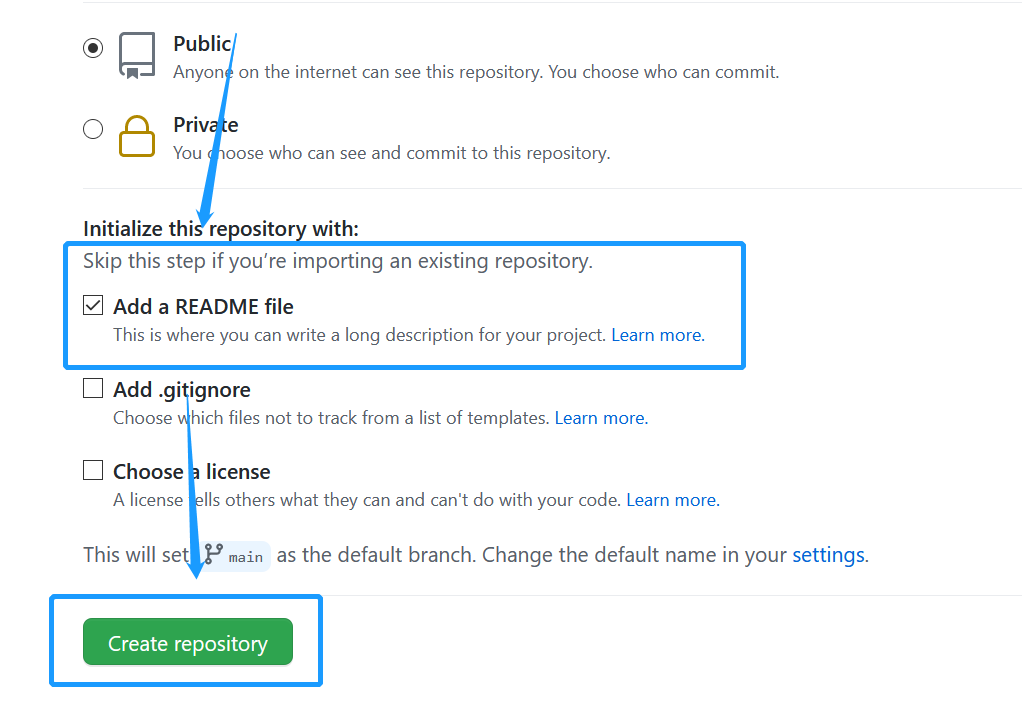 Public
Anyone on the internet can see this repository. You choose who can commit.
Private
You choose who can see and commit to this repository.
Initialize this repository with:
Skip this step if you’re importing an existing repository.
Add a README file
This is where you can write a long description for your project. Learn more.
Add .gitignore
Choose which files not to track from a list of templates. Learn more.
Choose a license
A license tells others what they can and can't do with your code. Learn more.
This will set main as the default branch. Change the default name in your settings.
Create repository